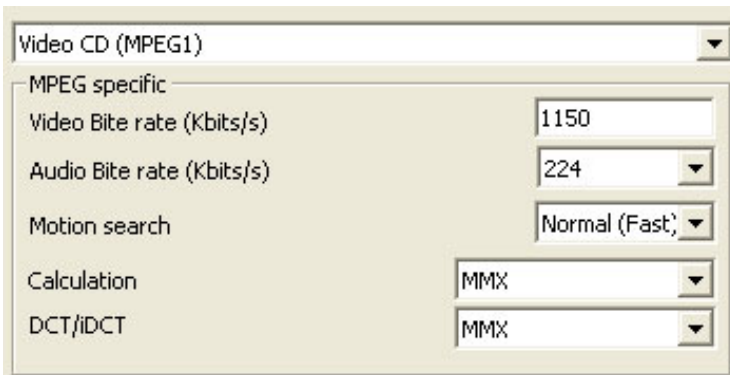 Video CD (MPEG1)
MPEG specific
Video Bite rate (Kbits/s) 1150
Audio Bite rate (Kbits/s) 224
Motion search Normal (Fast)
Calculation MMX
DCT/iDCT MMX